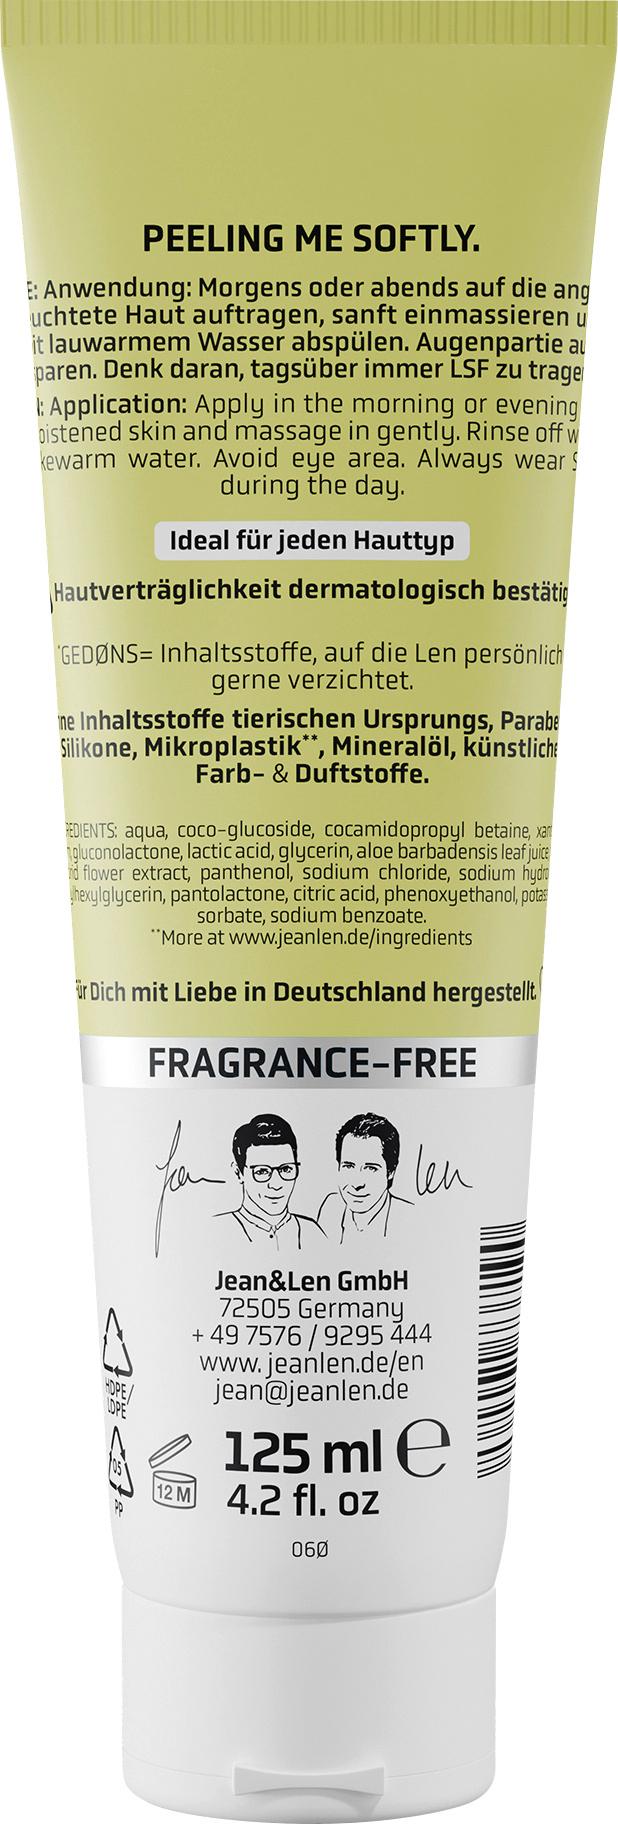 PEELING ME SOFTLY.
E: Anwendung: Morgens oder abends auf die ang
uchtete Haut auftragen, sanft einmassieren u
it lauwarmem Wasser abspülen. Augenpartie au
sparen. Denk daran, tagsüber immer LSF zu trage
N: Application: Apply in the morning or evening
oistened skin and massage in gently. Rinse off w
kewarm water. Avoid eye area. Always wear S
during the day.
Ideal für jeden Hauttyp
Hautverträglichkeit dermatologisch bestätig
*GEDØNS= Inhaltsstoffe, auf die Len persönlich
gerne verzichtet.
ne Inhaltsstoffe tierischen Ursprungs, Parabe
Silikone, Mikroplastik**, Mineralöl, künstliche
Farb- & Duftstoffe.
REDIENTS: aqua, coco-glucoside, cocamidopropyl betaine, xan
gluconolactone, lactic acid, glycerin, aloe barbadensis leaf juice
id flower extract, panthenol, sodium chloride, sodium hydro
ylhexylglycerin, pantolactone, citric acid, phenoxyethanol, potas
sorbate, sodium benzoate.
**More at www.jeanlen.de/ingredients
für Dich mit Liebe in Deutschland hergestellt.
FRAGRANCE-FREE
Jean
Len
Jean&Len GmbH
72505 Germany
+ 49 7576 / 9295 444
www.jeanlen.de/en
jean@jeanlen.de
HDPE/
LDPE
05
PP
12 M
125 ml e
4.2 fl. oz
06Ø